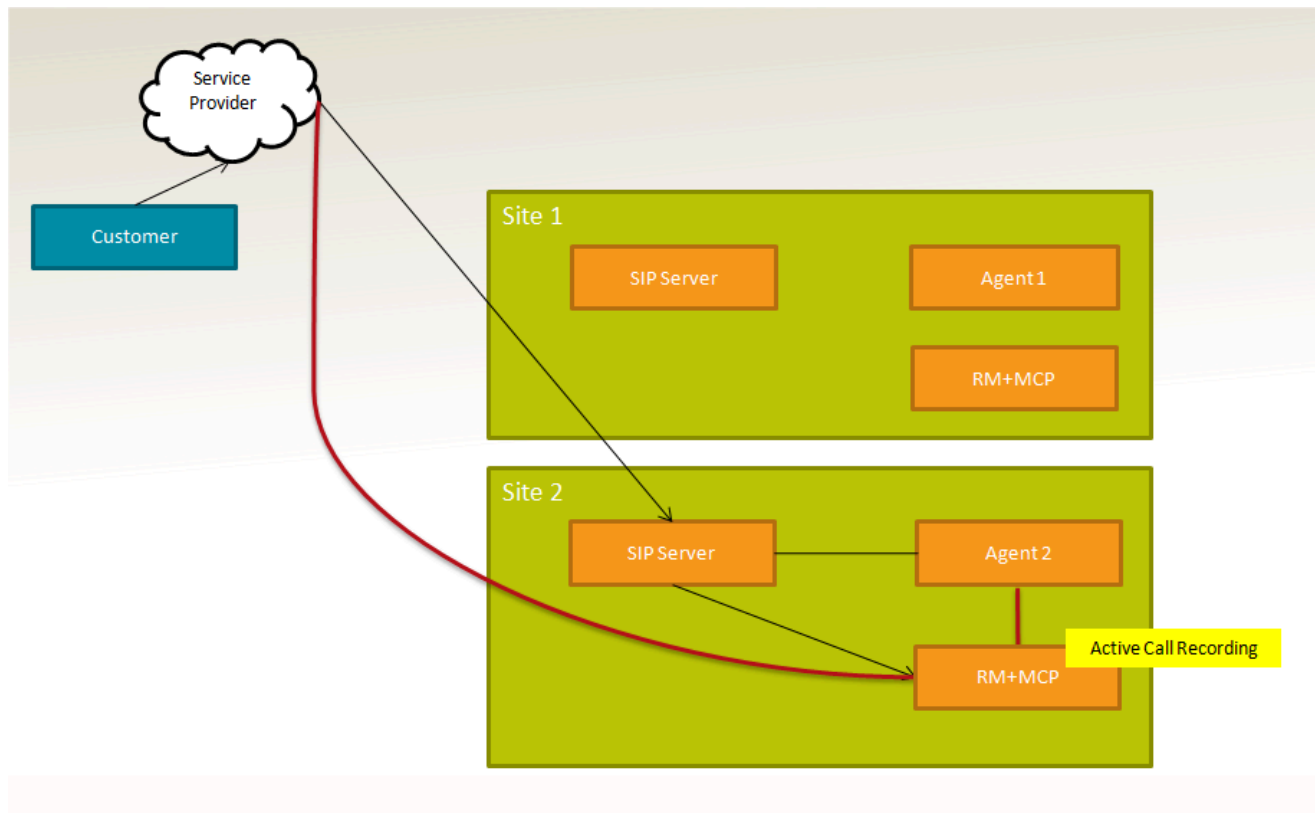 Service
Provider
Customer
Site 1
SIP Server
Agent 1
RM+MCP
Site 2
SIP Server
Agent 2
Active Call Recording
RM+MCP